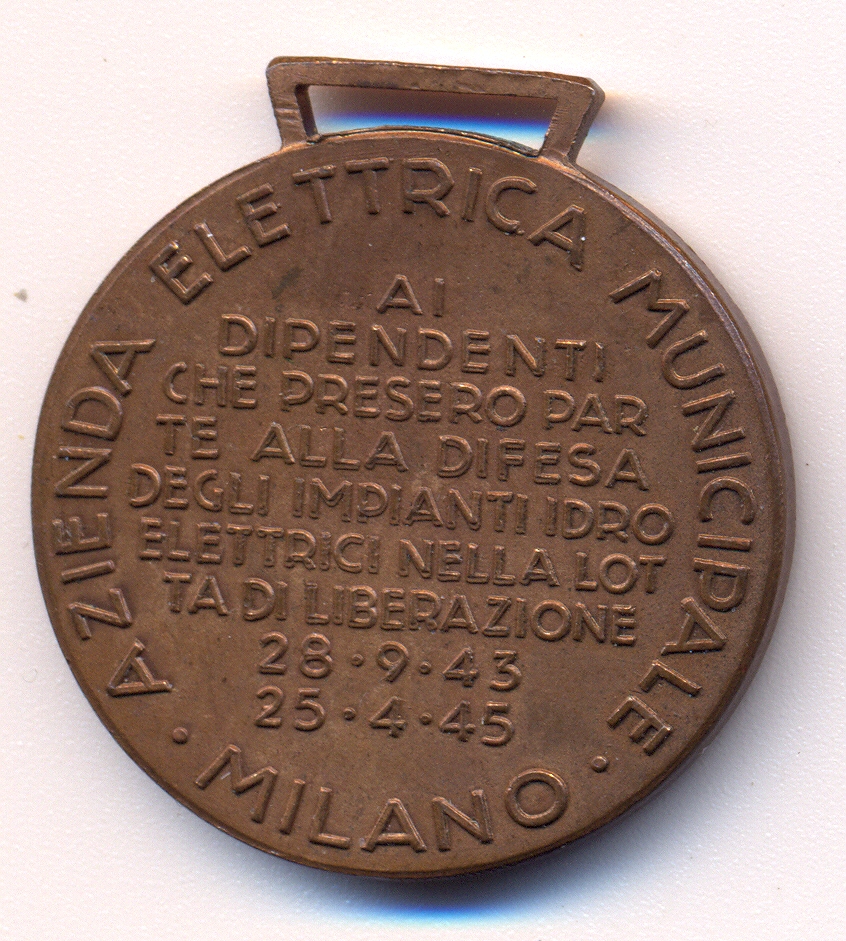 AZIENDA ELETTRICA MUNICIPALE
AI
DIPENDENTI
CHE PRESERO PAR
TE ALLA DIFESA
DEGLI IMPIANTI IDRO
ELETTRICI NELLA LOT
TA DI LIBERAZIONE
28·9·43
25·4·45
· MILANO ·